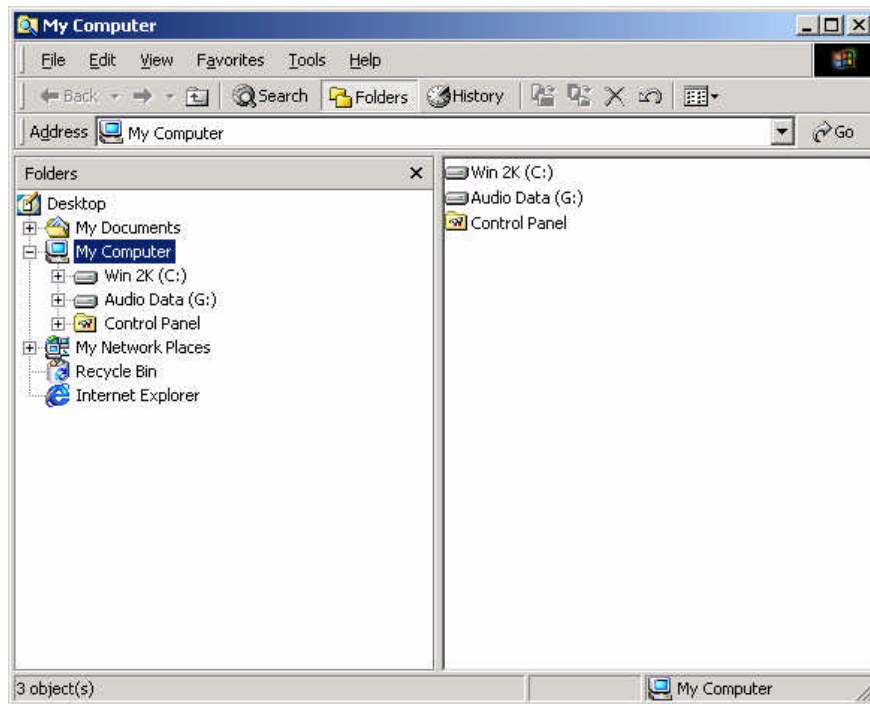 My Computer
File Edit View Favorites Tools Help
Back Search Folders History
Address My Computer Go
Folders
Desktop
My Documents
My Computer
Win 2K (C:)
Audio Data (G:)
Control Panel
My Network Places
Recycle Bin
Internet Explorer
Win 2K (C:)
Audio Data (G:)
Control Panel
3 object(s) My Computer